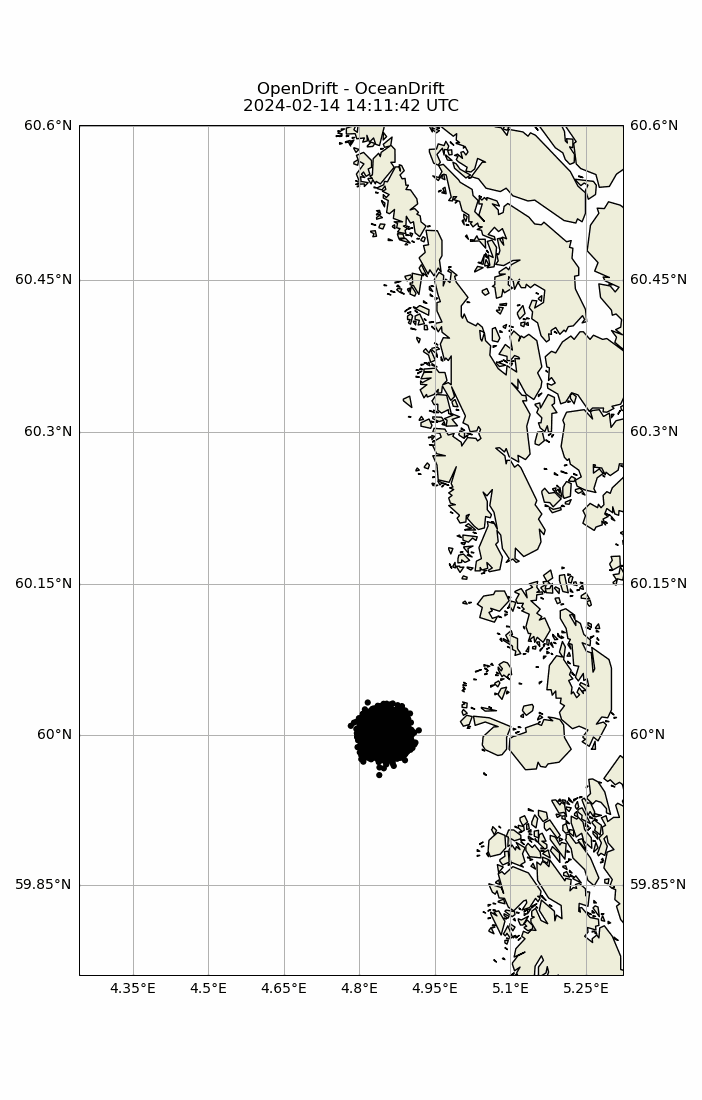 OpenDrift - OceanDrift
2024-02-14 14:11:42 UTC
60.6°N 60.6°N
60.45°N 60.45°N
60.3°N 60.3°N
60.15°N 60.15°N
60°N 60°N
59.85°N 59.85°N
4.35°E 4.5°E 4.65°E 4.8°E 4.95°E 5.1°E 5.25°E